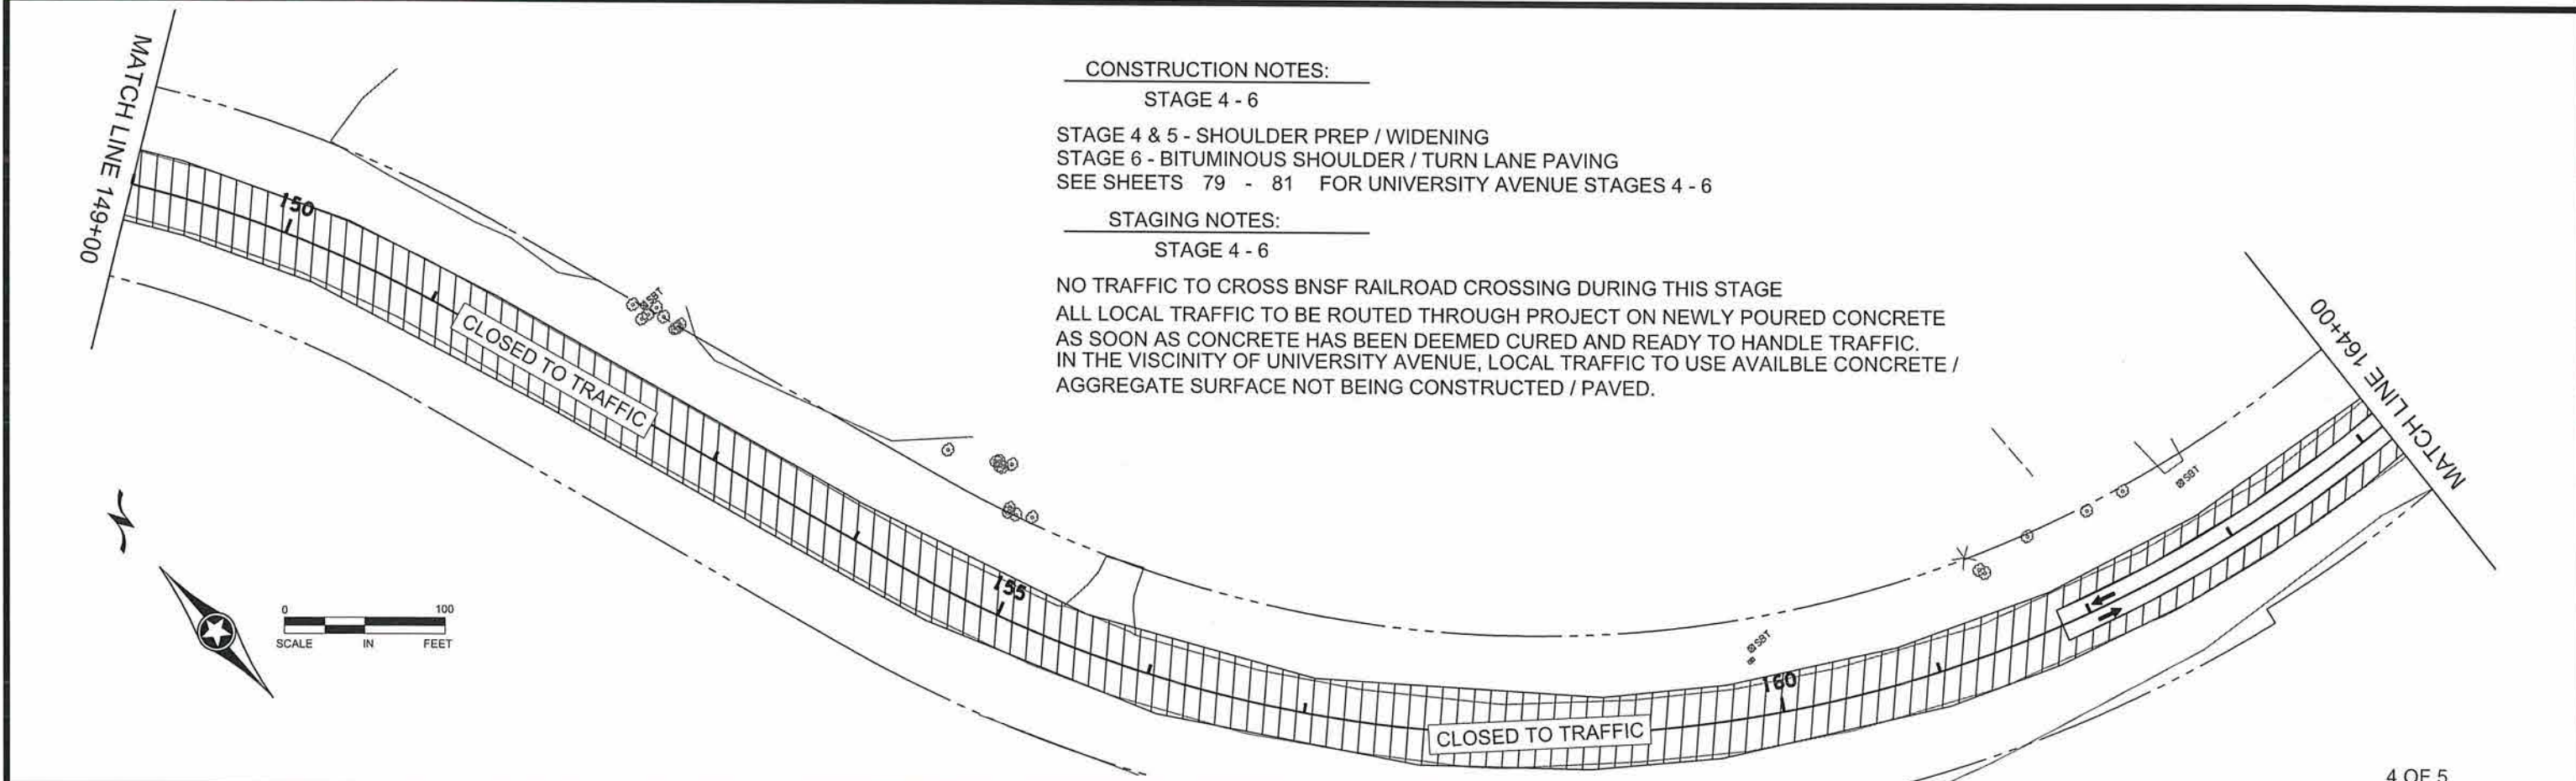 MATCH LINE 149+00
CONSTRUCTION NOTES:
STAGE 4 - 6
STAGE 4 & 5 - SHOULDER PREP / WIDENING
STAGE 6 - BITUMINOUS SHOULDER / TURN LANE PAVING
SEE SHEETS 79 - 81 FOR UNIVERSITY AVENUE STAGES 4 - 6
STAGING NOTES:
STAGE 4 - 6
NO TRAFFIC TO CROSS BNSF RAILROAD CROSSING DURING THIS STAGE
ALL LOCAL TRAFFIC TO BE ROUTED THROUGH PROJECT ON NEWLY POURED CONCRETE
AS SOON AS CONCRETE HAS BEEN DEEMED CURED AND READY TO HANDLE TRAFFIC.
IN THE VISCINITY OF UNIVERSITY AVENUE, LOCAL TRAFFIC TO USE AVAILBLE CONCRETE /
AGGREGATE SURFACE NOT BEING CONSTRUCTED / PAVED.
150
SBT
CLOSED TO TRAFFIC
MATCH LINE 164+00
SBT
155
SBT
160
CLOSED TO TRAFFIC
N
0 100
SCALE IN FEET
4 OF 5